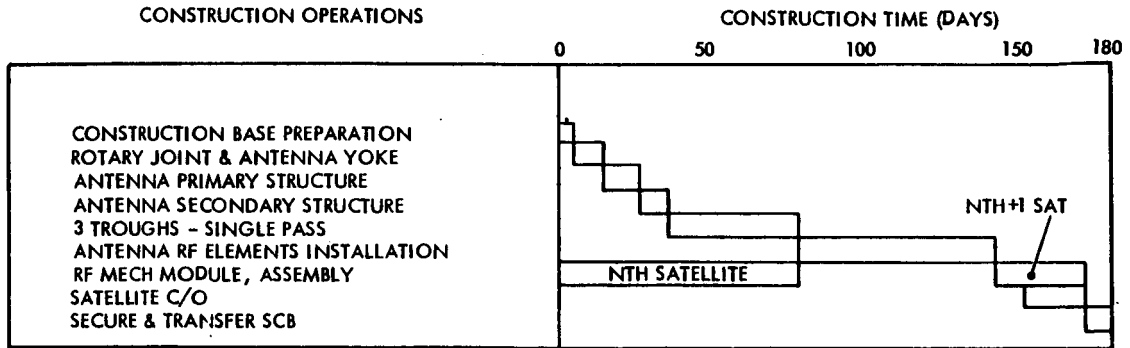 CONSTRUCTION OPERATIONS
CONSTRUCTION TIME (DAYS)
0 50 100 150 180
CONSTRUCTION BASE PREPARATION
ROTARY JOINT & ANTENNA YOKE
ANTENNA PRIMARY STRUCTURE
ANTENNA SECONDARY STRUCTURE
3 TROUGHS - SINGLE PASS
ANTENNA RF ELEMENTS INSTALLATION
RF MECH MODULE, ASSEMBLY
SATELLITE C/O
SECURE & TRANSFER SCB
NTH+1 SAT
NTH SATELLITE